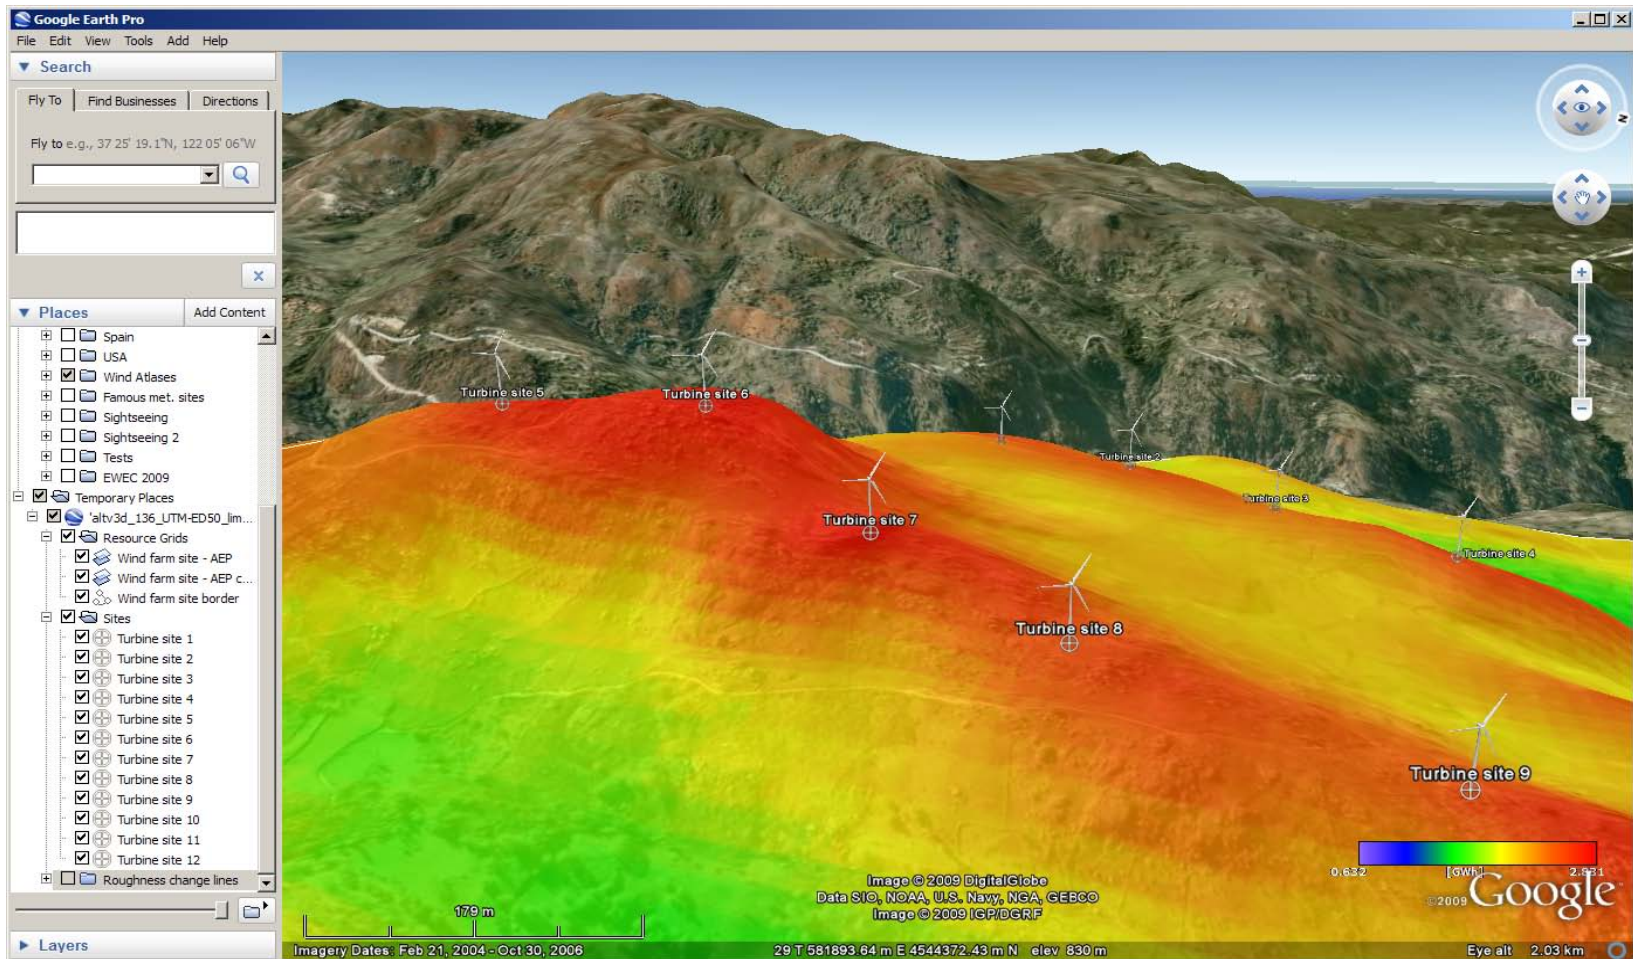 Google Earth Pro
File Edit View Tools Add Help
Search
Fly To Find Businesses Directions
Fly to e.g., 37 25' 19.1"N, 122 05' 06"W
Places Add Content
Spain
USA
Wind Atlases
Famous met. sites
Sightseeing
Sightseeing 2
Tests
EWEC 2009
Temporary Places
'altv3d_136_UTM-ED50_lim...
Resource Grids
Wind farm site - AEP
Wind farm site - AEP c...
Wind farm site border
Sites
Turbine site 1
Turbine site 2
Turbine site 3
Turbine site 4
Turbine site 5
Turbine site 6
Turbine site 7
Turbine site 8
Turbine site 9
Turbine site 10
Turbine site 11
Turbine site 12
Roughness change lines
Layers
N
Turbine site 5
Turbine site 6
Turbine site 2
Turbine site 3
Turbine site 7
Turbine site 4
Turbine site 8
Turbine site 9
0.632 [GWh] 2.831
©2009 Google
Image © 2009 DigitalGlobe
Data SIO, NOAA, U.S. Navy, NGA, GEBCO
Image © 2009 IGP/DGRF
179 m
Imagery Dates: Feb 21, 2004 - Oct 30, 2006
29 T 581893.64 m E 4544372.43 m N elev 830 m
Eye alt 2.03 km